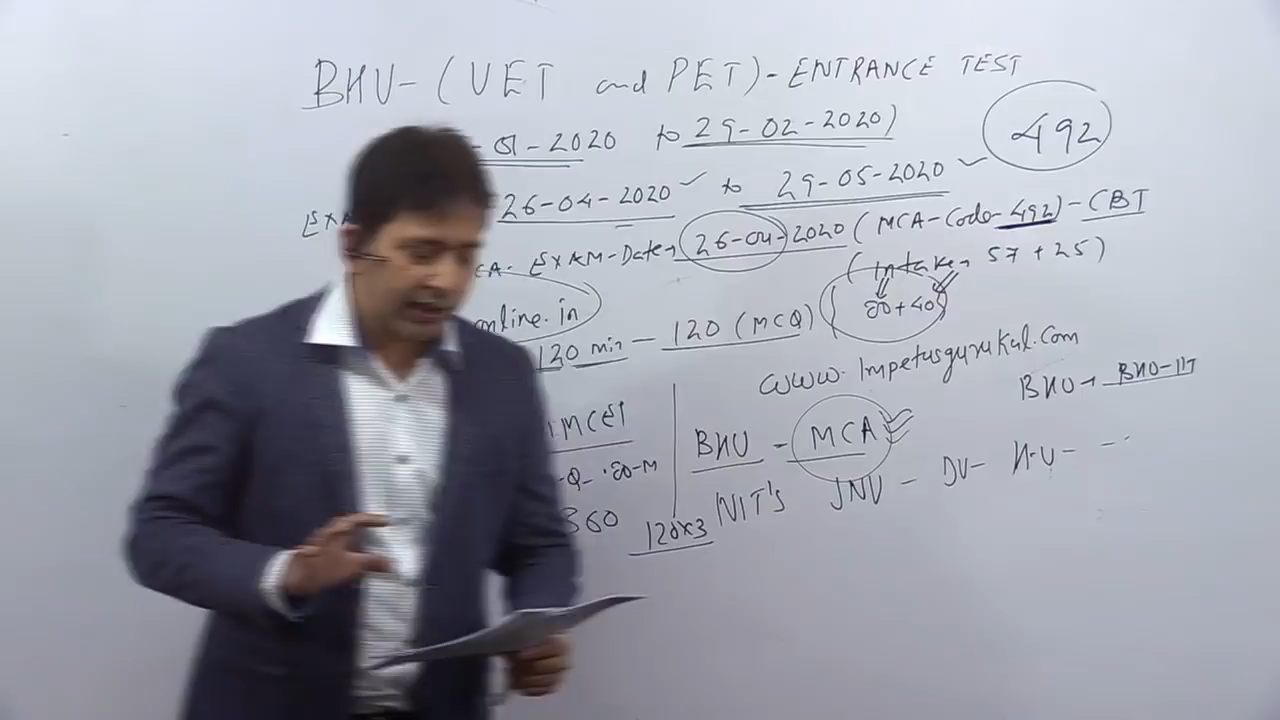 BHU-(UET and PET)-ENTRANCE TEST
-01-2020 to 29-02-2020)
492
26-04-2020 ✓ to 29-05-2020 ✓
CA- EXAM-Date→ 26-04-2020 (MCA-Code-492)-CBT
(Intake→ 57+25)
80+40
online.in
120 min - 120 (MCQ)
www.Impetusgurukul.com
BHU→ BHU-IIT
IMCET
BHU - MCA
-Q-
360
120x3
NIT's JNU - DU- H.U- -